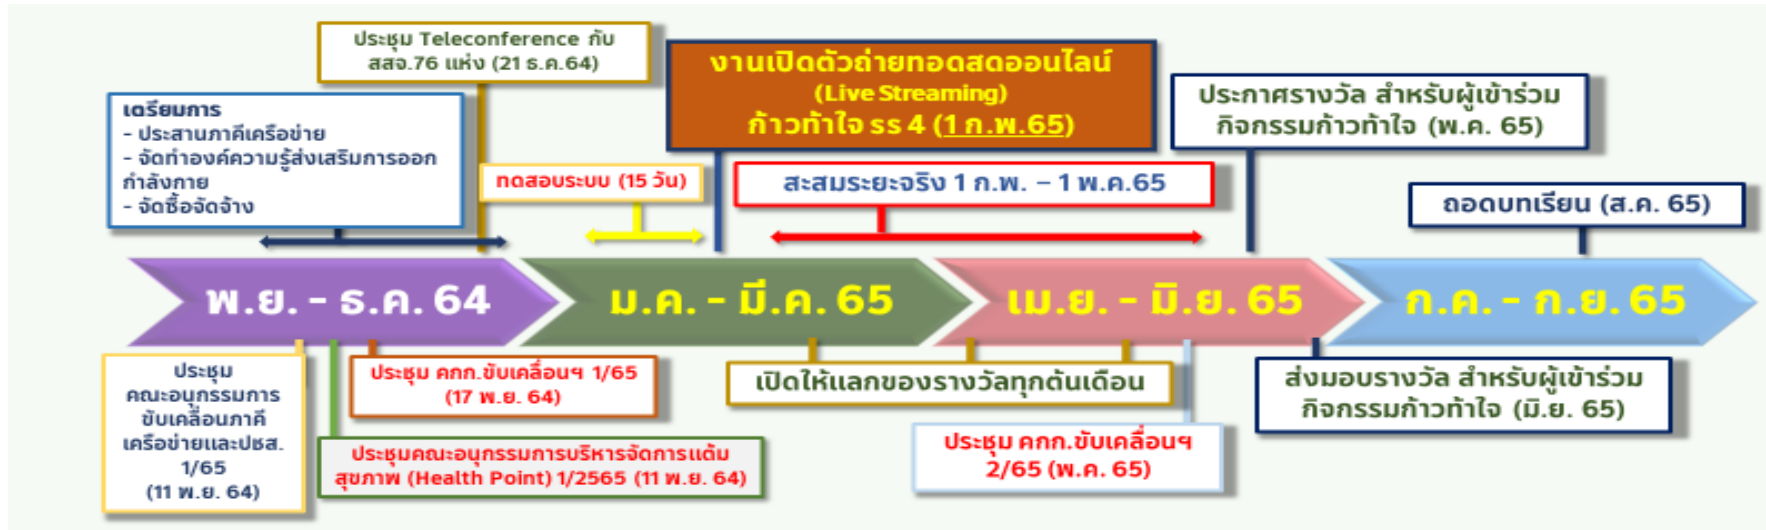 ประชุม Teleconference กับ
สสจ.76 แห่ง (21 ธ.ค.64)
งานเปิดตัวถ่ายทอดสดออนไลน์
(Live Streaming)
ก้าวท้าใจ รร 4 (1 ก.พ.65)
ประกาศรางวัล สำหรับผู้เข้าร่วม
กิจกรรมก้าวท้าใจ (พ.ค. 65)
เตรียมการ
- ประสานภาคีเครือข่าย
- จัดทำองค์ความรู้ส่งเสริมการออก
กำลังกาย
- จัดซื้อจัดจ้าง
ทดสอบระบบ (15 วัน)
สะสมระยะจริง 1 ก.พ. – 1 พ.ค.65
ถอดบทเรียน (ส.ค. 65)
พ.ย. - ธ.ค. 64
ม.ค. - มี.ค. 65
เม.ย. - มิ.ย. 65
ก.ค. - ก.ย. 65
ประชุม
คณะอนุกรรมการ
ขับเคลื่อนภาคี
เครือข่ายและปชส.
1/65
(11 พ.ย. 64)
ประชุม คกก.ขับเคลื่อนฯ 1/65
(17 พ.ย. 64)
ประชุมคณะอนุกรรมการบริหารจัดการแต้ม
สุขภาพ (Health Point) 1/2565 (11 พ.ย. 64)
เปิดให้แลกของรางวัลทุกต้นเดือน
ประชุม คกก.ขับเคลื่อนฯ
2/65 (พ.ค. 65)
ส่งมอบรางวัล สำหรับผู้เข้าร่วม
กิจกรรมก้าวท้าใจ (มิ.ย. 65)